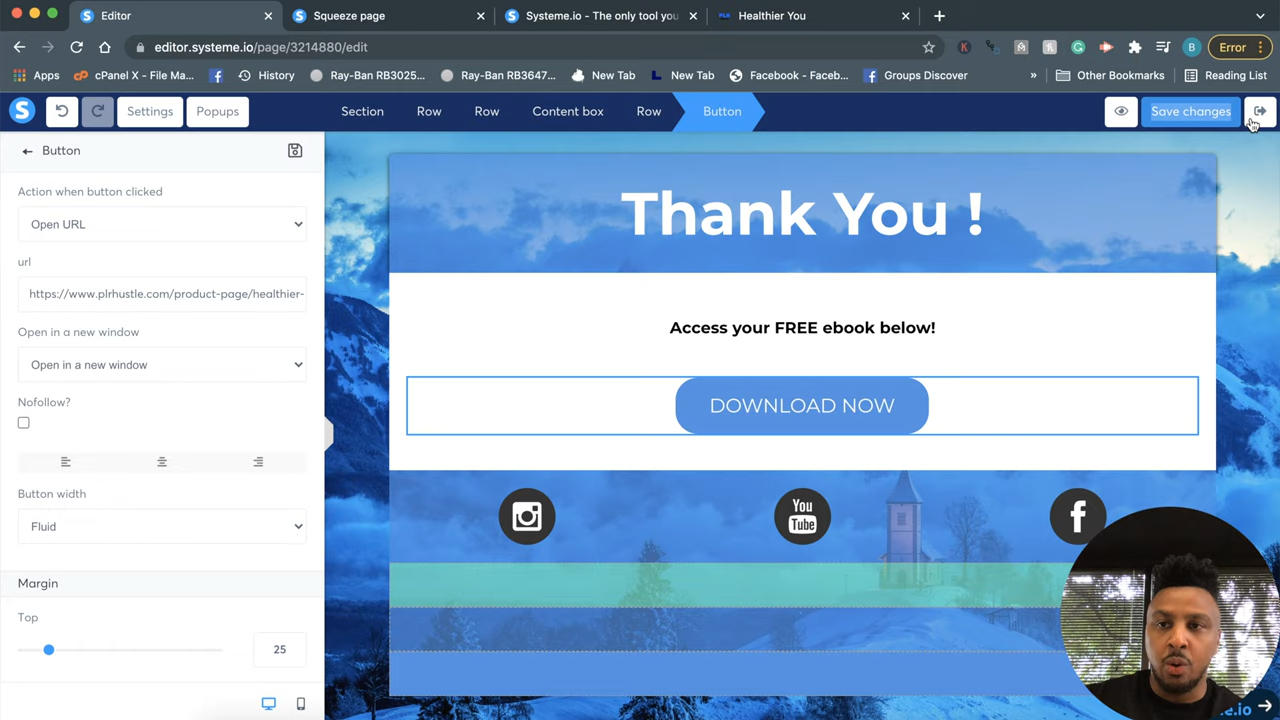 Editor
Squeeze page
Systeme.io - The only tool you
PLR
Healthier You
editor.systeme.io/page/3214880/edit
B
Error
Apps
cPanel X - File Ma...
History
Ray-Ban RB3025...
Ray-Ban RB3647...
New Tab
New Tab
Facebook - Faceb...
Groups Discover
»
Other Bookmarks
Reading List
S
Settings
Popups
Section
Row
Row
Content box
Row
Button
Save changes
Button
Action when button clicked
Open URL
url
https://www.plrhustle.com/product-page/healthier-
Open in a new window
Open in a new window
Nofollow?
Button width
Fluid
Margin
Top
25
Thank You !
Access your FREE ebook below!
DOWNLOAD NOW
You
Tube
f
e.io